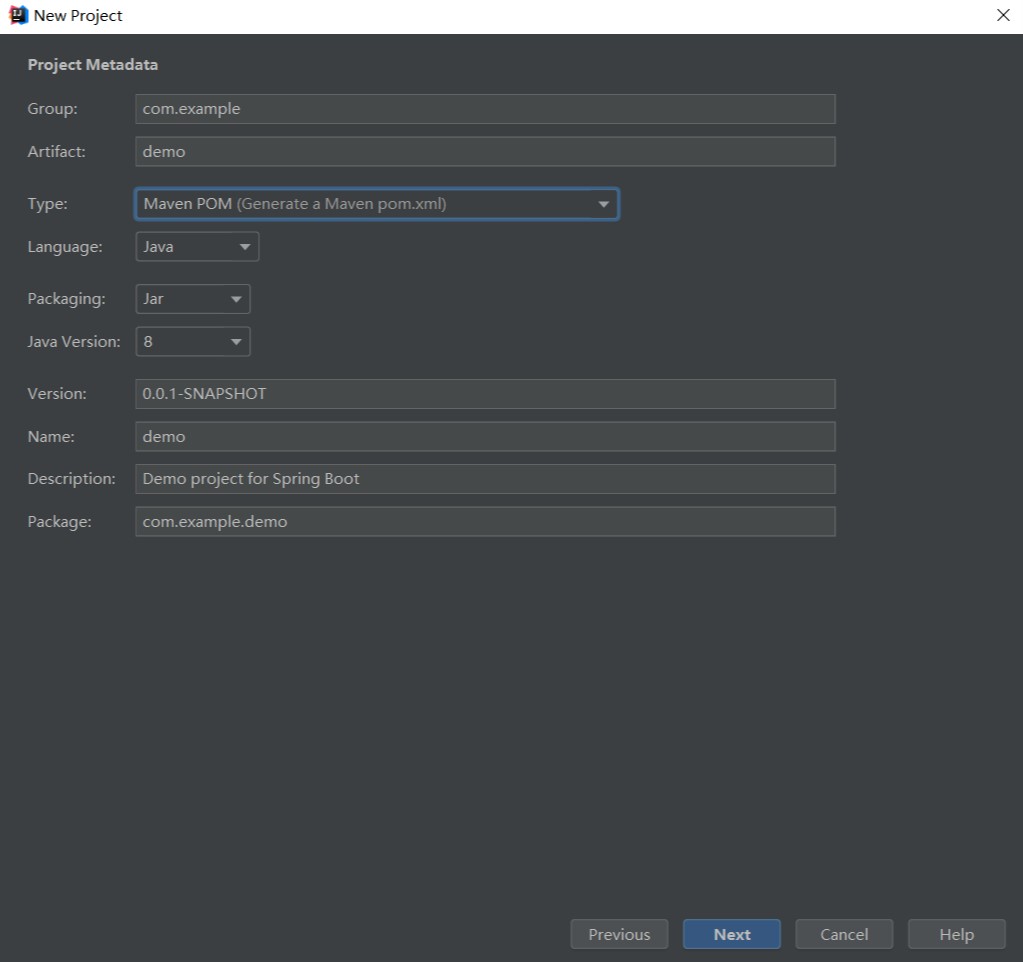 New Project
Project Metadata
Group: com.example
Artifact: demo
Type: Maven POM (Generate a Maven pom.xml)
Language: Java
Packaging: Jar
Java Version: 8
Version: 0.0.1-SNAPSHOT
Name: demo
Description: Demo project for Spring Boot
Package: com.example.demo
Previous Next Cancel Help